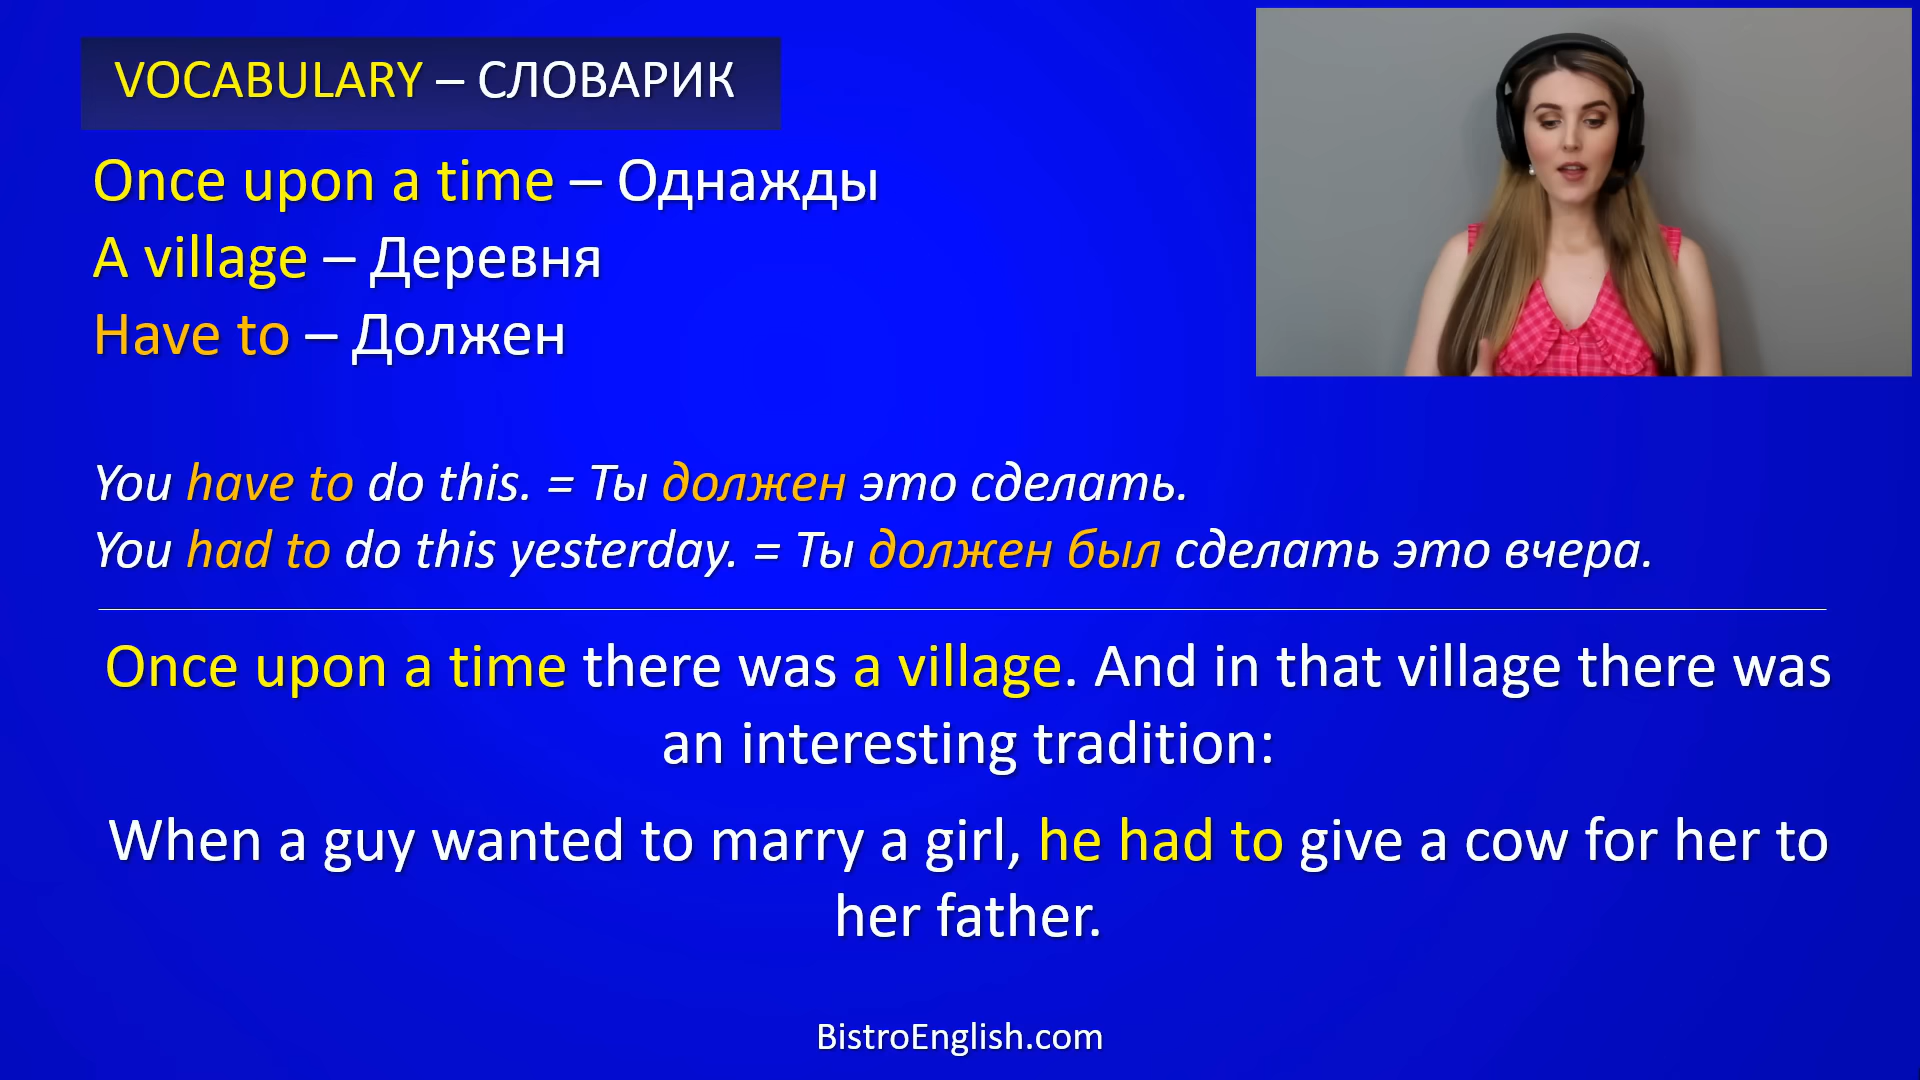 VOCABULARY – СЛОВАРИК
Once upon a time – Однажды
A village – Деревня
Have to – Должен
You have to do this. = Ты должен это сделать.
You had to do this yesterday. = Ты должен был сделать это вчера.
Once upon a time there was a village. And in that village there was
an interesting tradition:
When a guy wanted to marry a girl, he had to give a cow for her to
her father.
BistroEnglish.com